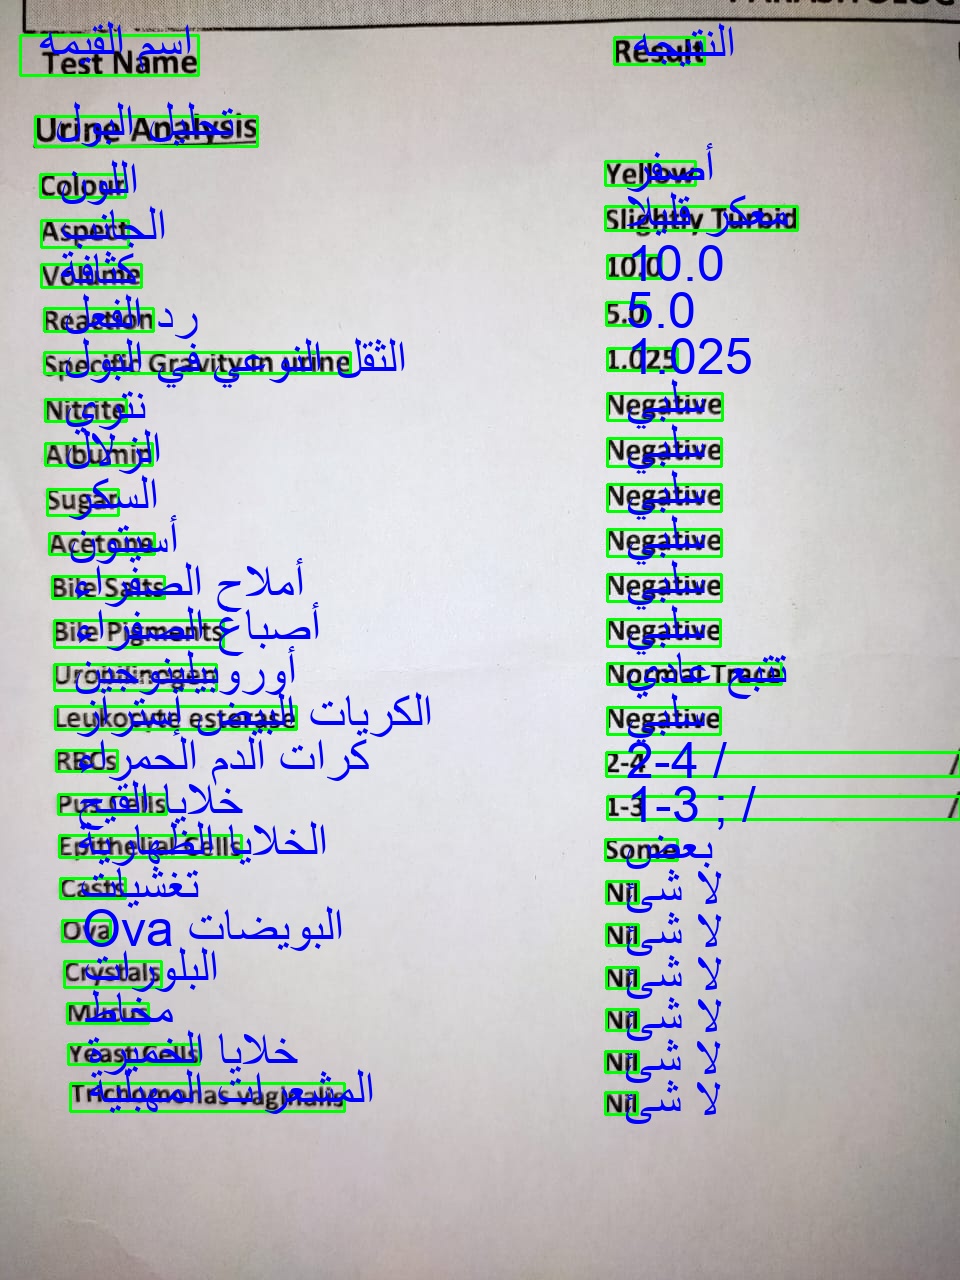 Test Name اسم القيمه Result النتيجه
Urine Analysis تحليل البول
Colour اللون Yellow أصفر
Aspect الجانب Slightly Turbid معكر قليلا
Volume كثافة 10.0 10.0
Reaction رد الفعل 5.0 5.0
Specific Gravity in urine الثقل النوعي في البول 1.025 1.025
Nitrite نتري Negative سلبي
Albumin الزلال Negative سلبي
Sugar السكر Negative سلبي
Acetone أسيتون Negative سلبي
Bile Salts أملاح الصفراء Negative سلبي
Bile Pigments أصباغ الصفراء Negative سلبي
Urobilinogen أوروبيلينوجين Normal Trace تتبع عادي
Leukocyte esterase الكريات البيض أستراز Negative سلبي
RBCs كرات الدم الحمراء 2-4 2-4 / /
Pus Cells خلايا القيح 1-3 1-3 ; / /
Epithelial Cells الخلايا الظهارية Some بعض
Casts تغشيات Nil لا شئ
Ova Ova البويضات Nil لا شئ
Crystals البلورات Nil لا شئ
Mucus مخاط Nil لا شئ
Yeast Cells خلايا الخميرة Nil لا شئ
Trichomonas vaginalis المشعرات المهبلية Nil لا شئ